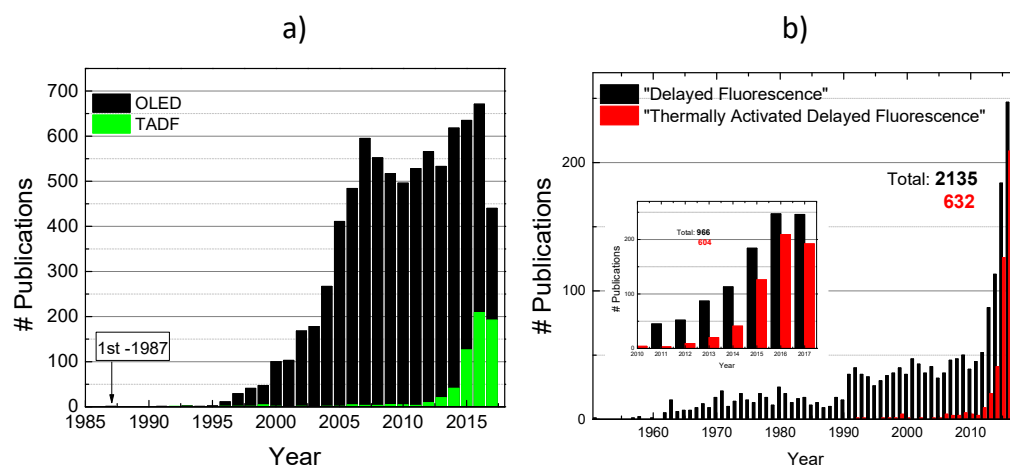 a)
700
600
500
400
300
200
100
0
# Publications
OLED
TADF
1st -1987
1985 1990 1995 2000 2005 2010 2015
Year
b)
200
100
0
# Publications
"Delayed Fluorescence"
"Thermally Activated Delayed Fluorescence"
Total: 2135
632
200
100
0
# Publications
Total: 966
604
2010 2011 2012 2013 2014 2015 2016 2017
Year
1960 1970 1980 1990 2000 2010
Year